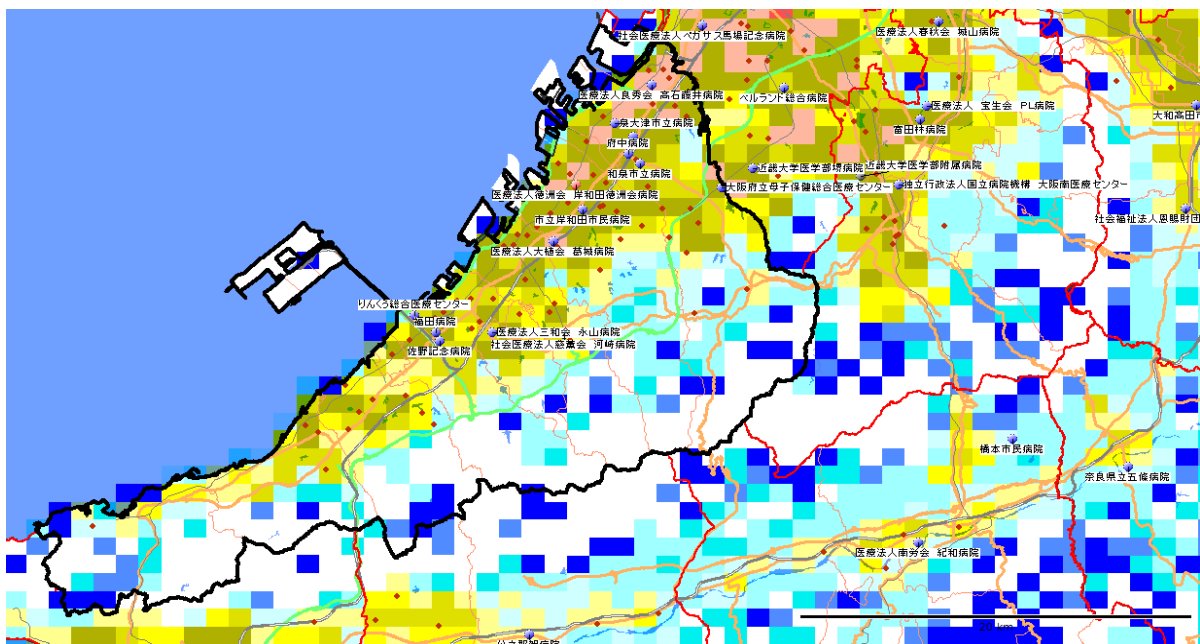 社会医療法人ペガサス馬場記念病院
医療法人春秋会 城山病院
医療法人良秀会 高石藤井病院
ベルランド総合病院
医療法人 宝生会 PL病院
大和高田市
泉大津市立病院
富田林病院
府中病院
和泉市立病院
近畿大学医学部堺病院
近畿大学医学部附属病院
医療法人徳洲会 岸和田徳洲会病院
大阪府立母子保健総合医療センター
独立行政法人国立病院機構 大阪南医療センター
市立岸和田市民病院
社会福祉法人恩賜財団
医療法人大植会 葛城病院
りんくう総合医療センター
福田病院
医療法人三和会 永山病院
社会医療法人慈薫会 河崎病院
佐野記念病院
橋本市民病院
奈良県立五條病院
医療法人南労会 紀和病院
20 km